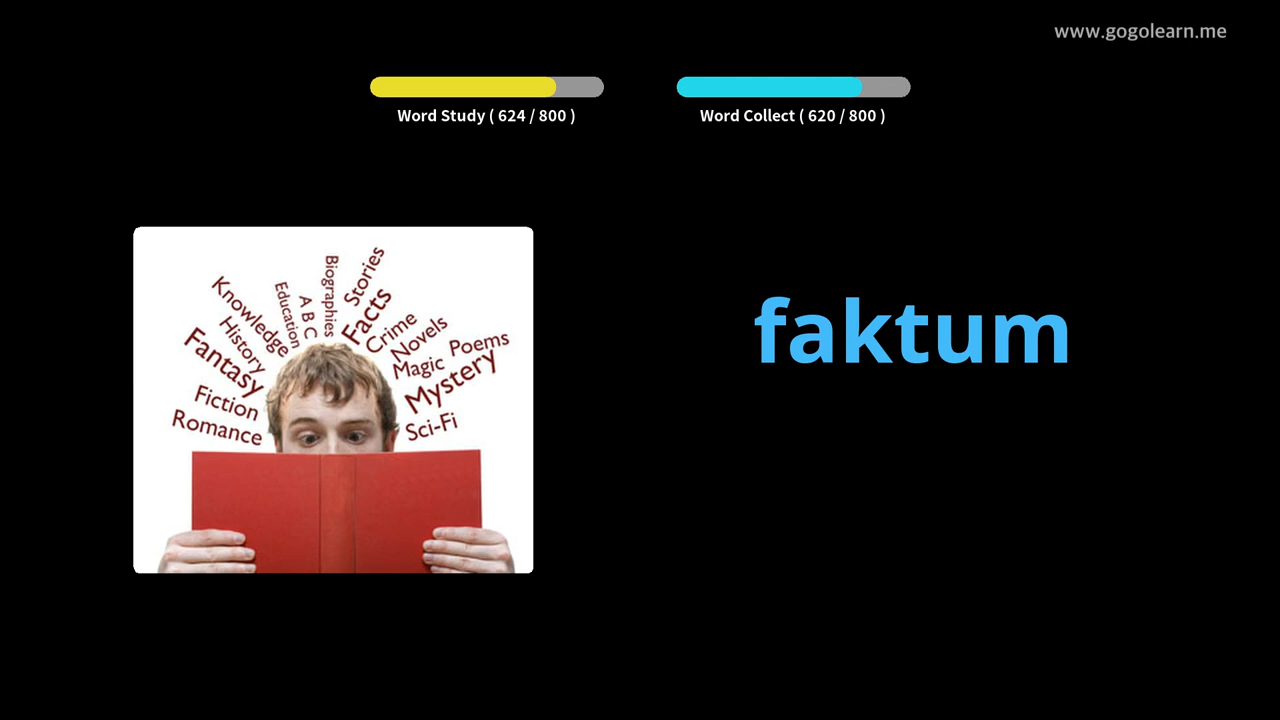 www.gogolearn.me
Word Study ( 624 / 800 )
Word Collect ( 620 / 800 )
Biographies
Stories
Education
A B C
Facts
Knowledge
Crime
History
Novels
Poems
Fantasy
Magic
Mystery
Fiction
Romance
Sci-Fi
faktum